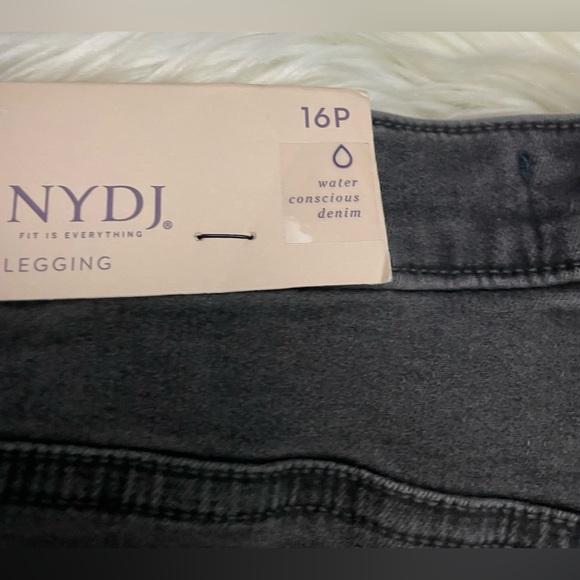 16P
water
conscious
denim
NYDJ®
FIT IS EVERYTHING
LEGGING